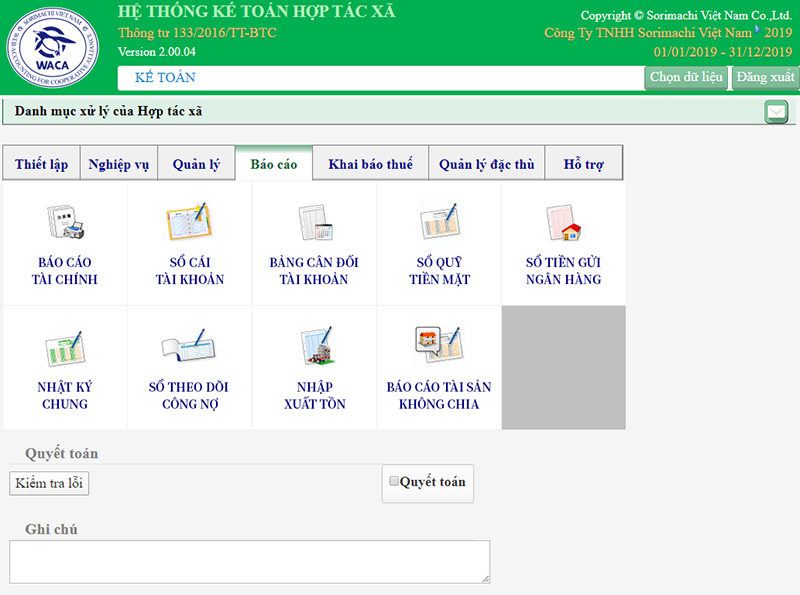 HỆ THỐNG KẾ TOÁN HỢP TÁC XÃ
Thông tư 133/2016/TT-BTC
Version 2.00.04
Copyright © Sorimachi Việt Nam Co.,Ltd.
Công Ty TNHH Sorimachi Việt Nam 2019
01/01/2019 - 31/12/2019
SORIMACHI VIET NAM
WACA
WEB ACCOUNTING FOR COOPERATIVE ALLIANCE
KẾ TOÁN
Chọn dữ liệu
Đăng xuất
Danh mục xử lý của Hợp tác xã
Thiết lập
Nghiệp vụ
Quản lý
Báo cáo
Khai báo thuế
Quản lý đặc thù
Hỗ trợ
BÁO CÁO
TÀI CHÍNH
SỔ CÁI
TÀI KHOẢN
BẢNG CÂN ĐỐI
TÀI KHOẢN
SỔ QUỸ
TIỀN MẶT
SỔ TIỀN GỬI
NGÂN HÀNG
NHẬT KÝ
CHUNG
SỔ THEO DÕI
CÔNG NỢ
NHẬP
XUẤT TỒN
BÁO CÁO TÀI SẢN
KHÔNG CHIA
Quyết toán
Kiểm tra lỗi
Quyết toán
Ghi chú